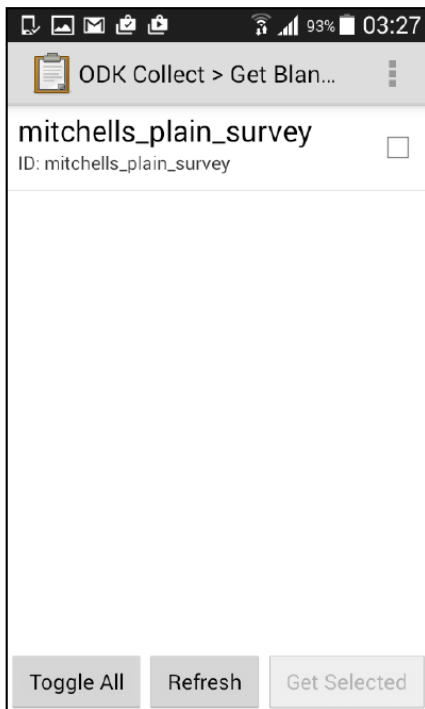 93% 03:27
ODK Collect > Get Blan...
mitchells_plain_survey
ID: mitchells_plain_survey
Toggle All Refresh Get Selected